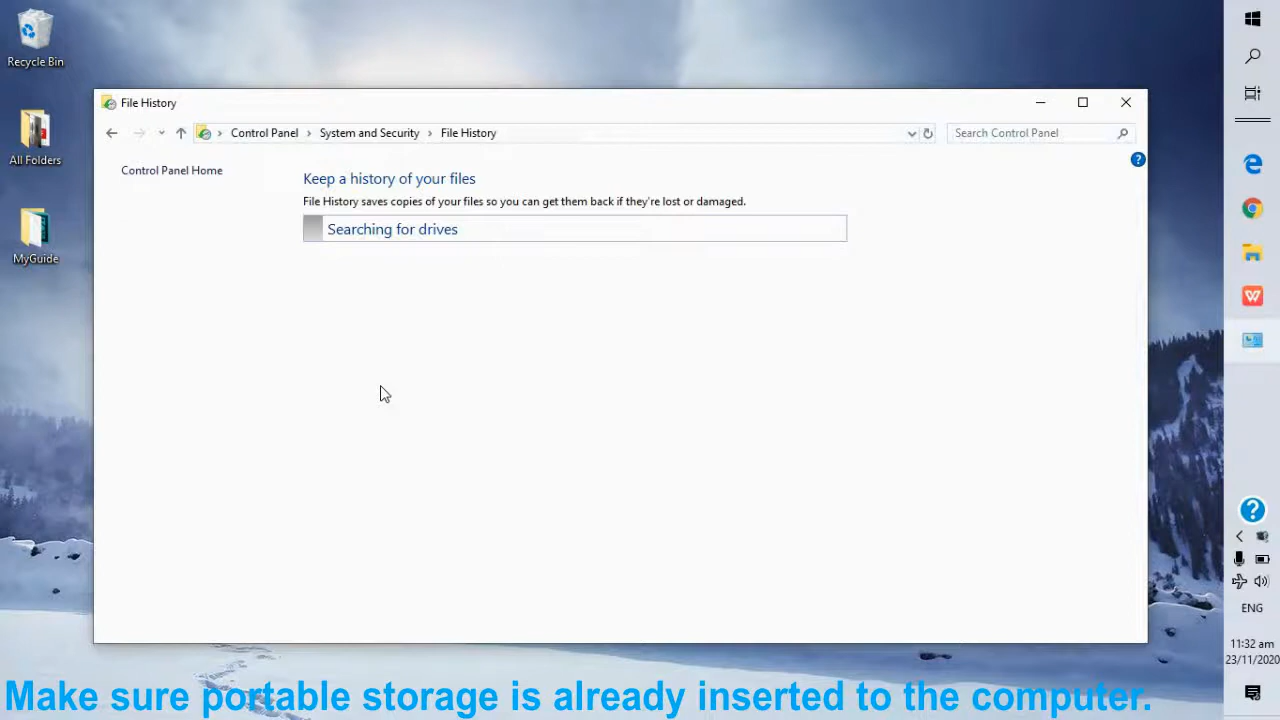 Recycle Bin
All Folders
MyGuide
File History
Control Panel > System and Security > File History
Search Control Panel
Control Panel Home
Keep a history of your files
File History saves copies of your files so you can get them back if they're lost or damaged.
Searching for drives
ENG
11:32 am
23/11/2020
Make sure portable storage is already inserted to the computer.